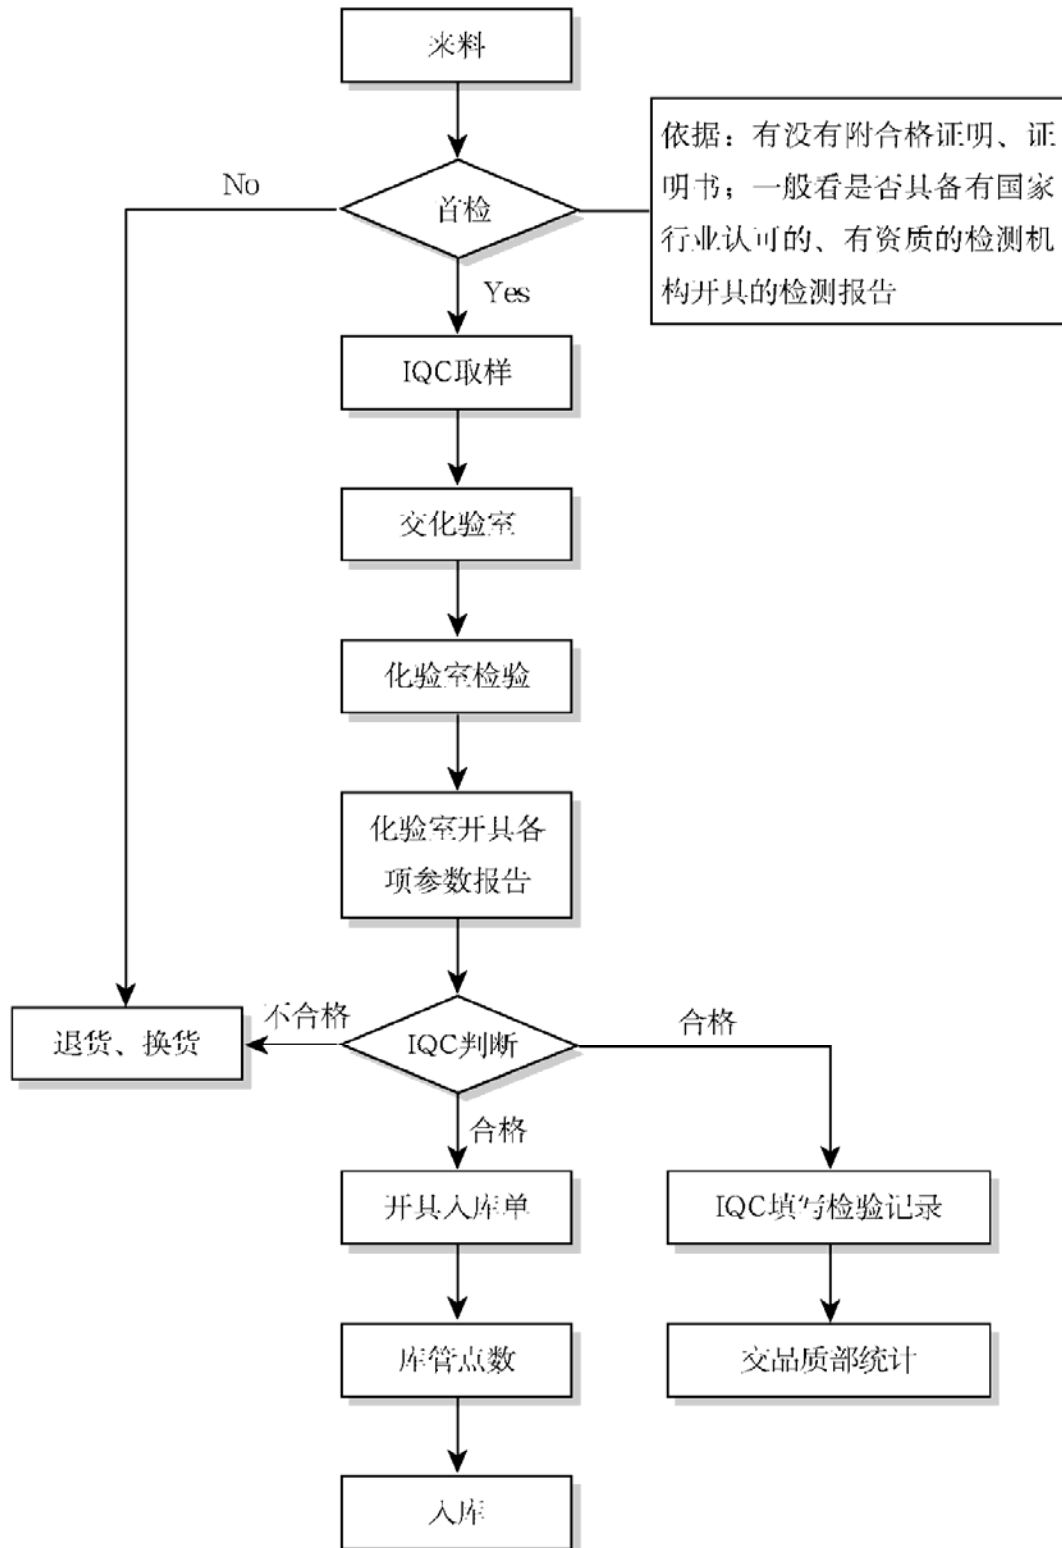 来料
依据：有没有附合格证明、证
明书；一般看是否具备有国家
行业认可的、有资质的检测机
构开具的检测报告
No
首检
Yes
IQC取样
交化验室
化验室检验
化验室开具各
项参数报告
不合格
合格
退货、换货
IQC判断
合格
开具入库单
IQC填写检验记录
库管点数
交品质部统计
入库